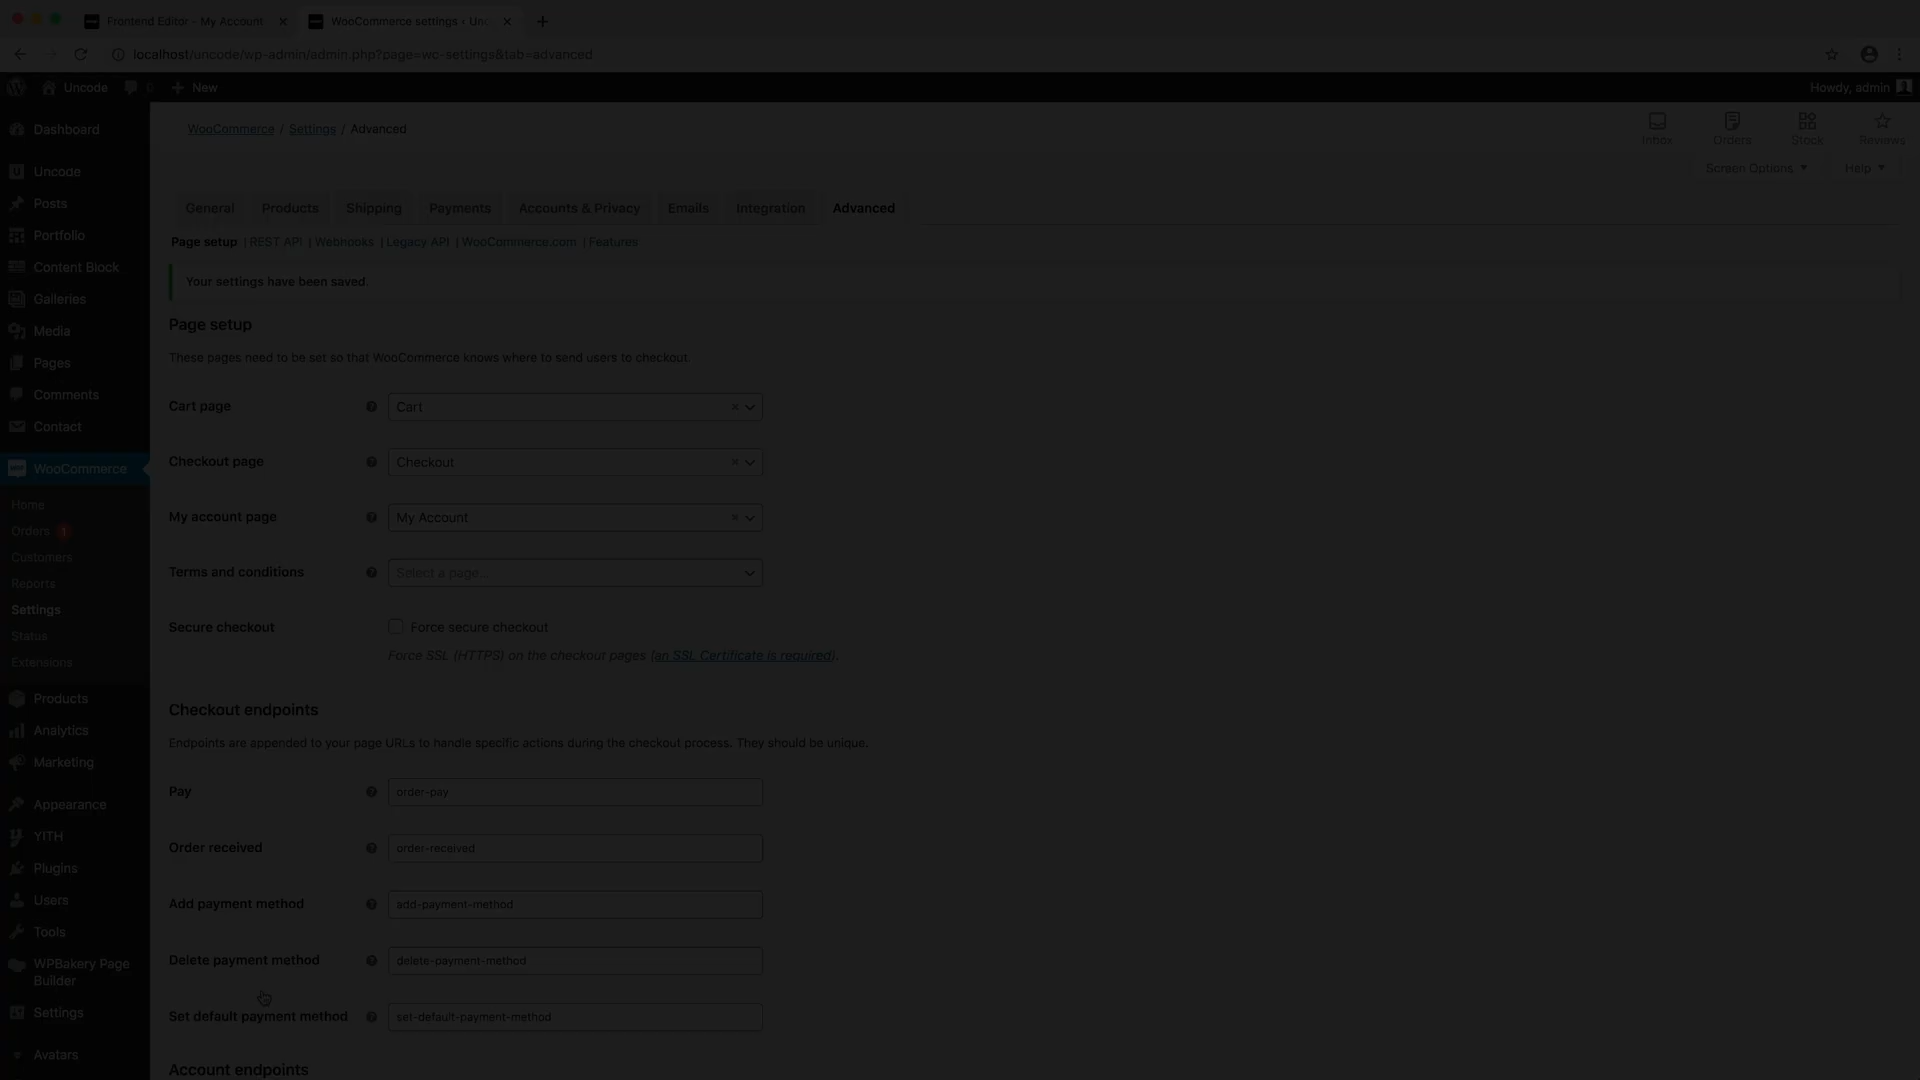 Frontend Editor - My Account
WooCommerce settings ‹ Unc
localhost/uncode/wp-admin/admin.php?page=wc-settings&tab=advanced
Uncode 0 New Howdy, admin
WooCommerce / Settings / Advanced
Inbox Orders Stock Reviews
Screen Options Help
Dashboard
Uncode
Posts
Portfolio
Content Block
Galleries
Media
Pages
Comments
Contact
WooCommerce
Home
Orders 1
Customers
Reports
Settings
Status
Extensions
Products
Analytics
Marketing
Appearance
YITH
Plugins
Users
Tools
WPBakery Page
Builder
Settings
Avatars
General Products Shipping Payments Accounts & Privacy Emails Integration Advanced
Page setup | REST API | Webhooks | Legacy API | WooCommerce.com | Features
Your settings have been saved.
Page setup
These pages need to be set so that WooCommerce knows where to send users to checkout.
Cart page Cart
Checkout page Checkout
My account page My Account
Terms and conditions Select a page...
Secure checkout Force secure checkout
Force SSL (HTTPS) on the checkout pages (an SSL Certificate is required).
Checkout endpoints
Endpoints are appended to your page URLs to handle specific actions during the checkout process. They should be unique.
Pay order-pay
Order received order-received
Add payment method add-payment-method
Delete payment method delete-payment-method
Set default payment method set-default-payment-method
Account endpoints